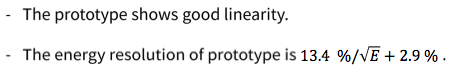 - The prototype shows good linearity.
- The energy resolution of prototype is 13.4 %/√E + 2.9 % .